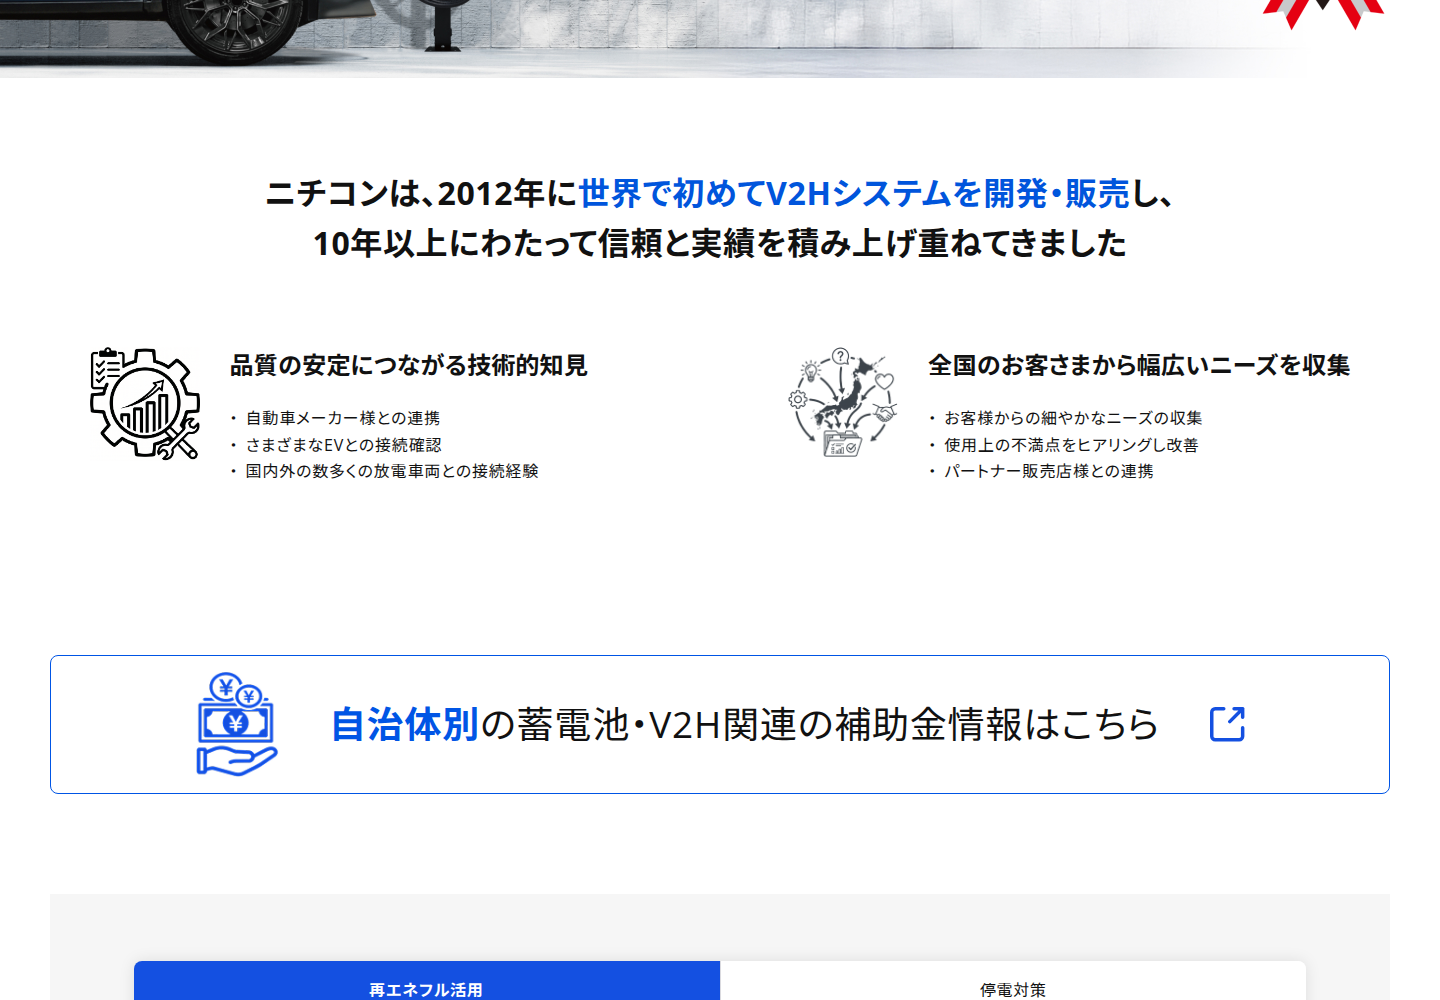 ニチコンは、2012年に世界で初めてV2Hシステムを開発・販売し、
10年以上にわたって信頼と実績を積み上げ重ねてきました
品質の安定につながる技術的知見
・ 自動車メーカー様との連携
・ さまざまなEVとの接続確認
・ 国内外の数多くの放電車両との接続経験
全国のお客さまから幅広いニーズを収集
・ お客様からの細やかなニーズの収集
・ 使用上の不満点をヒアリングし改善
・ パートナー販売店様との連携
自治体別の蓄電池・V2H関連の補助金情報はこちら
再エネフル活用
停電対策